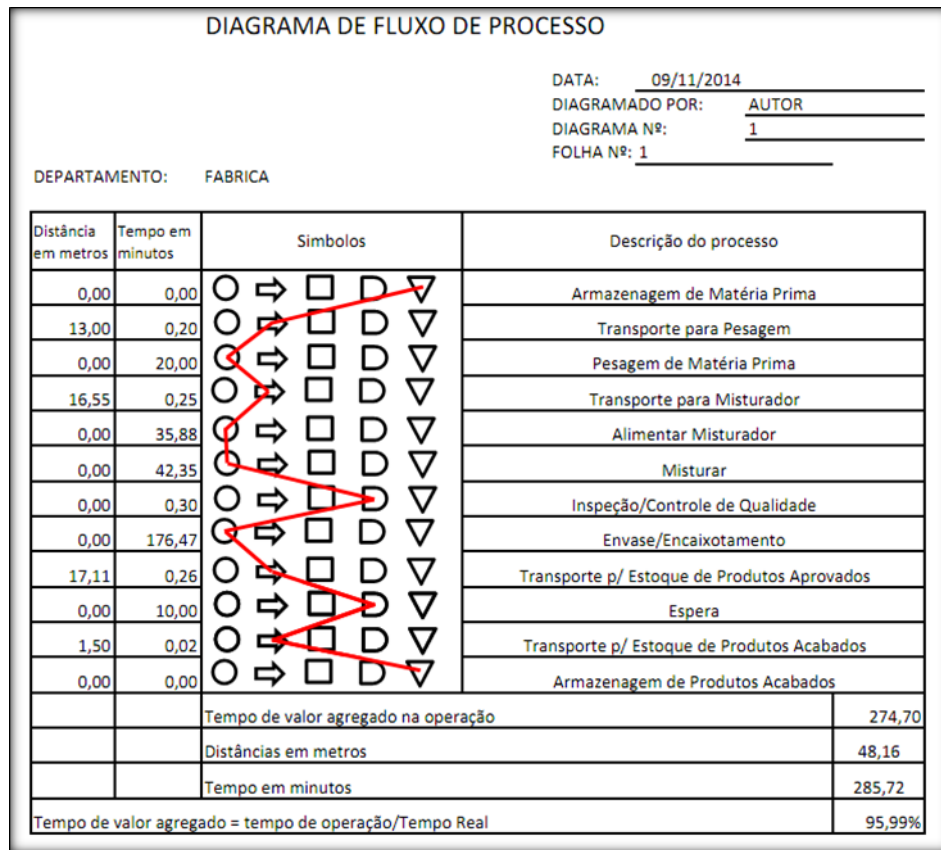 DIAGRAMA DE FLUXO DE PROCESSO
DATA: 09/11/2014
DIAGRAMADO POR: AUTOR
DIAGRAMA Nº: 1
FOLHA Nº: 1
DEPARTAMENTO: FABRICA
Distância em metros Tempo em minutos Simbolos Descrição do processo
0,00 0,00 Armazenagem de Matéria Prima
13,00 0,20 Transporte para Pesagem
0,00 20,00 Pesagem de Matéria Prima
16,55 0,25 Transporte para Misturador
0,00 35,88 Alimentar Misturador
0,00 42,35 Misturar
0,00 0,30 Inspeção/Controle de Qualidade
0,00 176,47 Envase/Encaixotamento
17,11 0,26 Transporte p/ Estoque de Produtos Aprovados
0,00 10,00 Espera
1,50 0,02 Transporte p/ Estoque de Produtos Acabados
0,00 0,00 Armazenagem de Produtos Acabados
Tempo de valor agregado na operação 274,70
Distâncias em metros 48,16
Tempo em minutos 285,72
Tempo de valor agregado = tempo de operação/Tempo Real 95,99%